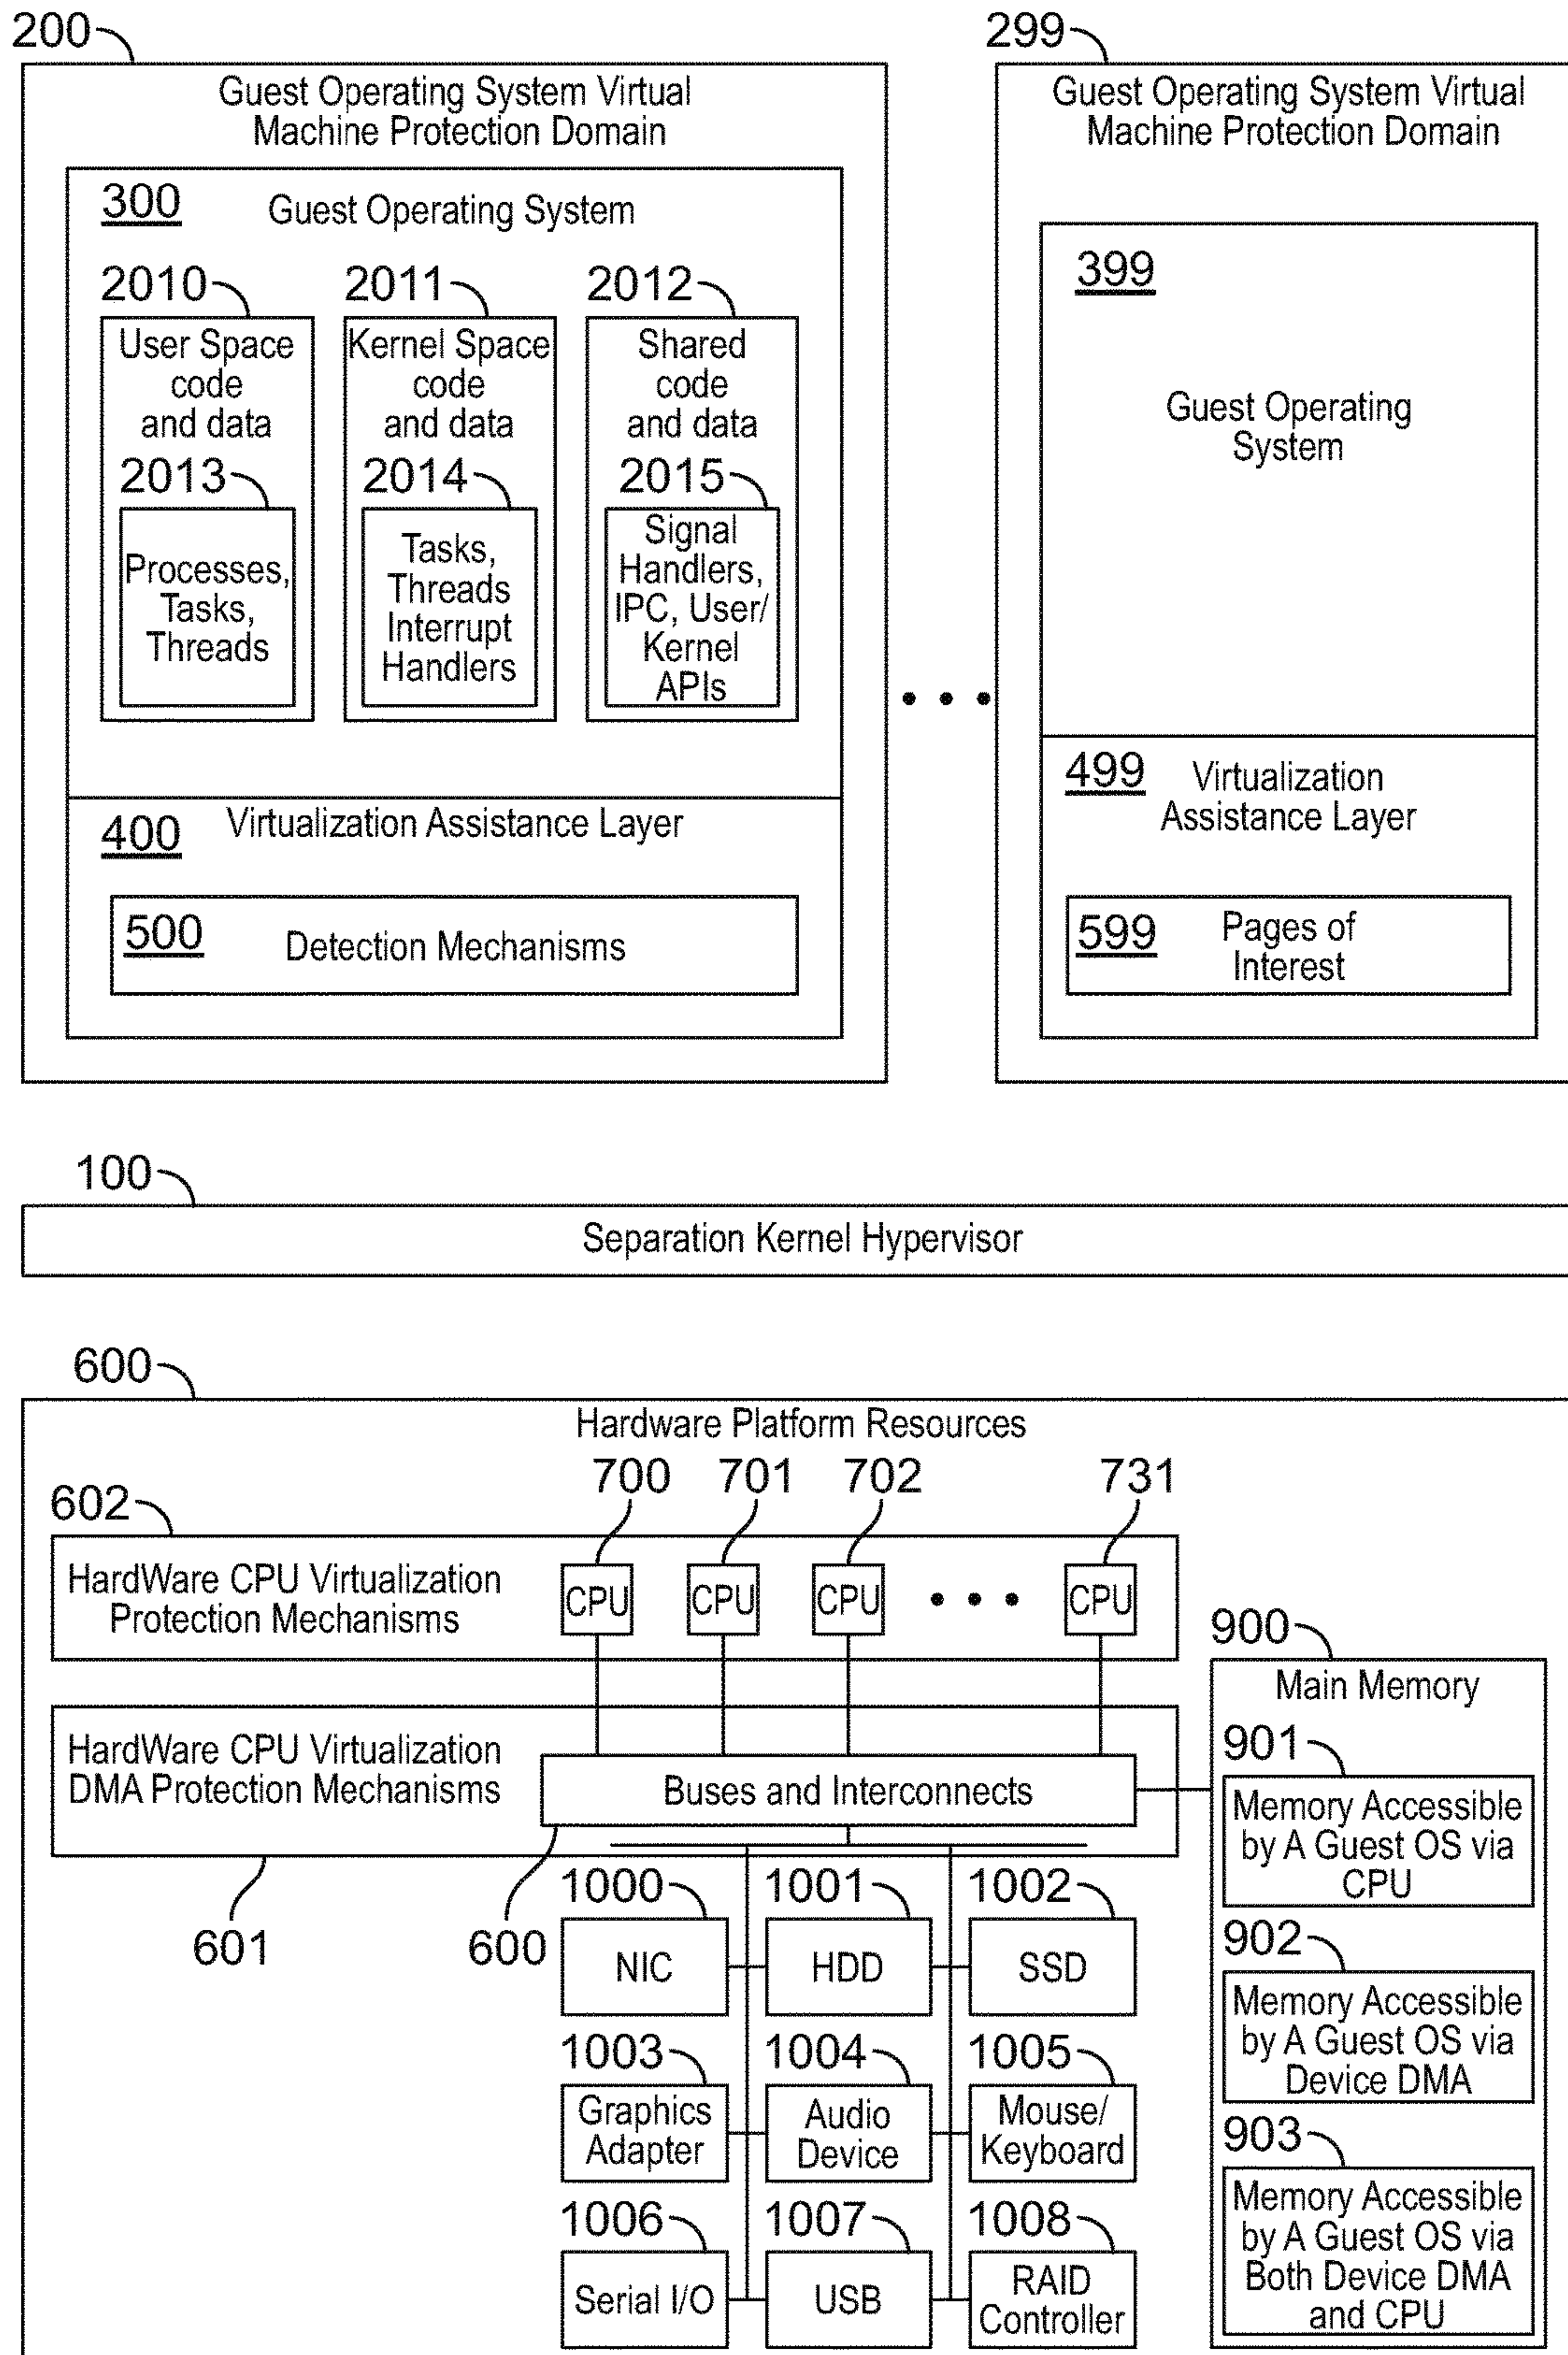 200
299
Guest Operating System Virtual
Machine Protection Domain
300
Guest Operating System
2010
2011
2012
User Space
code
and data
Kernel Space
code
and data
Shared
code
and data
2013
2014
2015
Processes,
Tasks,
Threads
Tasks,
Threads
Interrupt
Handlers
Signal
Handlers,
IPC, User/
Kernel
APIs
400
Virtualization Assistance Layer
500
Detection Mechanisms
Guest Operating System Virtual
Machine Protection Domain
399
Guest Operating
System
499
Virtualization
Assistance Layer
599
Pages of
Interest
100
Separation Kernel Hypervisor
600
Hardware Platform Resources
602
700
701
702
731
HardWare CPU Virtualization
Protection Mechanisms
CPU
CPU
CPU
CPU
HardWare CPU Virtualization
DMA Protection Mechanisms
Buses and Interconnects
601
600
1000
1001
1002
NIC
HDD
SSD
1003
1004
1005
Graphics
Adapter
Audio
Device
Mouse/
Keyboard
1006
1007
1008
Serial I/O
USB
RAID
Controller
900
Main Memory
901
Memory Accessible
by A Guest OS via
CPU
902
Memory Accessible
by A Guest OS via
Device DMA
903
Memory Accessible
by A Guest OS via
Both Device DMA
and CPU